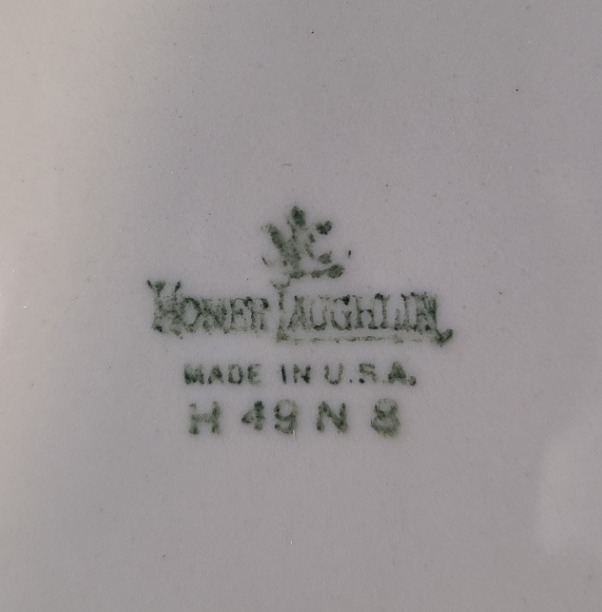 HOMER LAUGHLIN
MADE IN U.S.A.
H 49 N 8